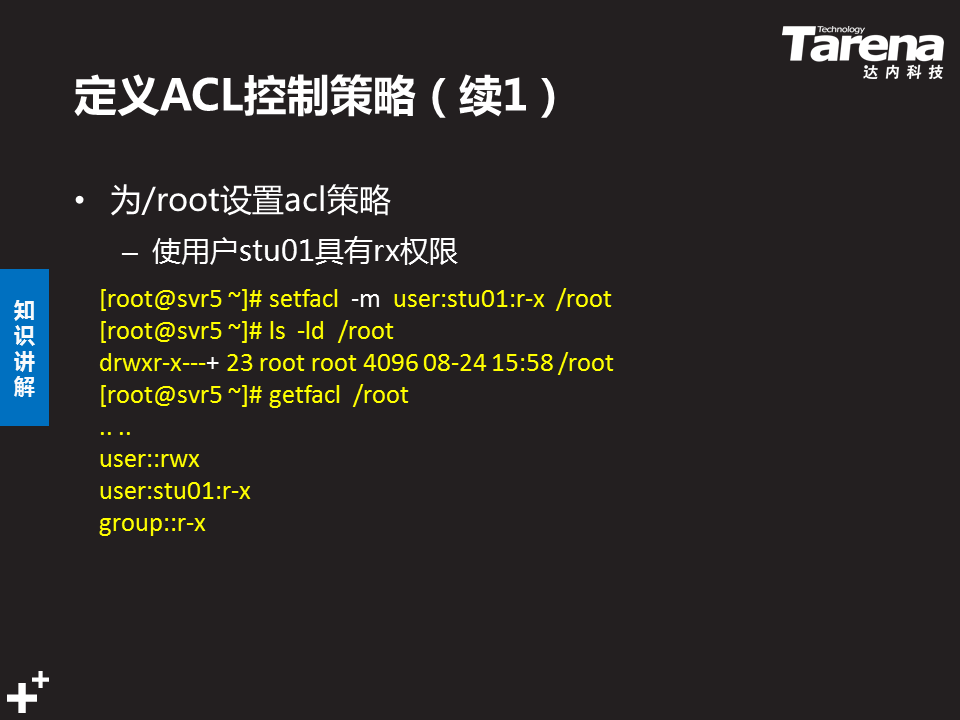 Technology
Tarena
达内科技
定义ACL控制策略（续1）
• 为/root设置acl策略
– 使用户stu01具有rx权限
知识讲解
[root@svr5 ~]# setfacl  -m  user:stu01:r-x  /root
[root@svr5 ~]# ls  -ld  /root
drwxr-x---+ 23 root root 4096 08-24 15:58 /root
[root@svr5 ~]# getfacl  /root
.. ..
user::rwx
user:stu01:r-x
group::r-x